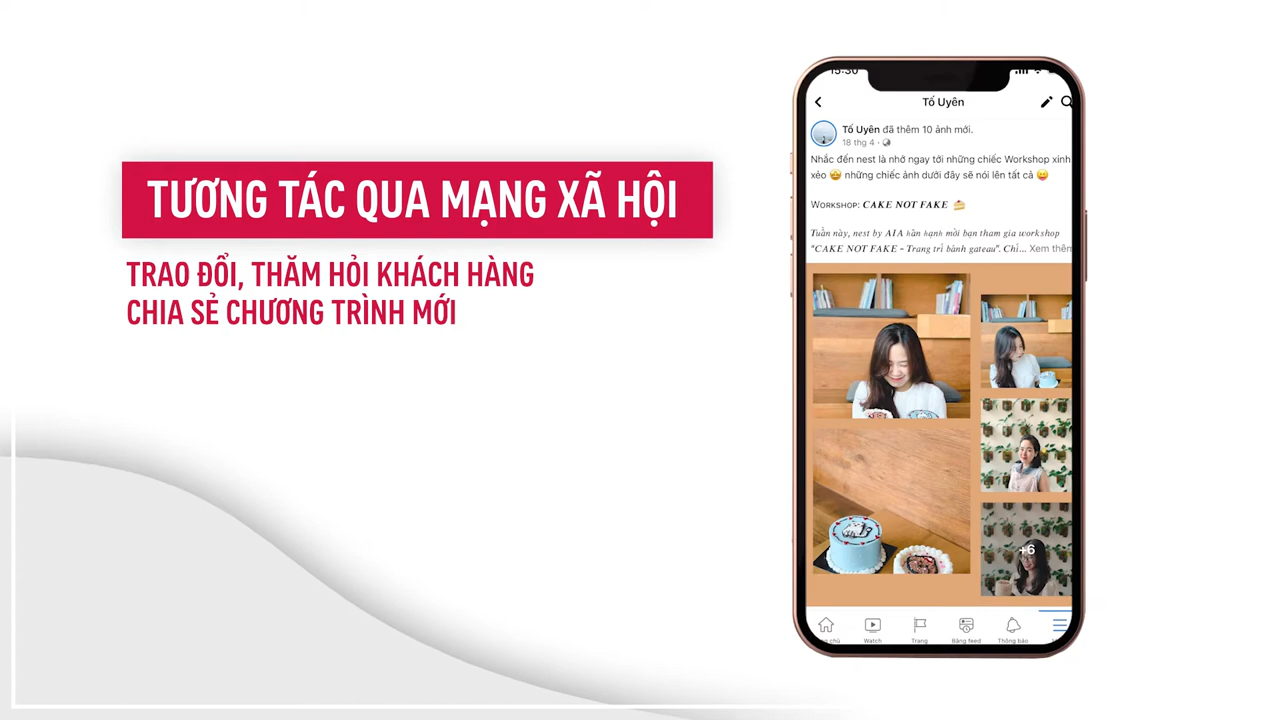 TƯƠNG TÁC QUA MẠNG XÃ HỘI
TRAO ĐỔI, THĂM HỎI KHÁCH HÀNG
CHIA SẺ CHƯƠNG TRÌNH MỚI
15:30
Tố Uyên
Tố Uyên đã thêm 10 ảnh mới.
18 thg 4
Nhắc đến nest là nhớ ngay tới những chiếc Workshop xinh
xẻo 🤩 những chiếc ảnh dưới đây sẽ nói lên tất cả 😋
WORKSHOP: CAKE NOT FAKE 🍰
Tuần này, nest by AIA hân hạnh mời bạn tham gia workshop
"CAKE NOT FAKE - Trang trí bánh gateau". Chỉ... Xem thêm
+6
Watch
Trang
Bảng feed
Thông báo